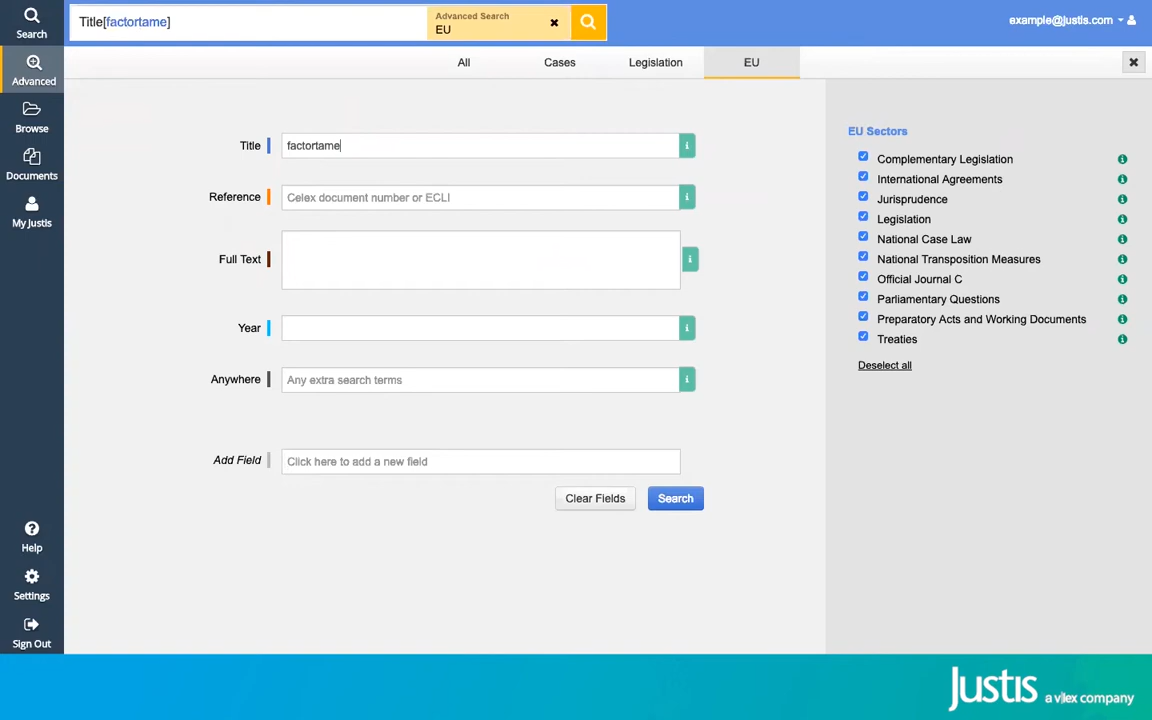 Search
Title[factortame]
Advanced Search
EU
example@justis.com
Advanced
All
Cases
Legislation
EU
Browse
Documents
My Justis
Title
factortame
Reference
Celex document number or ECLI
Full Text
Year
Anywhere
Any extra search terms
Add Field
Click here to add a new field
Clear Fields
Search
EU Sectors
Complementary Legislation
International Agreements
Jurisprudence
Legislation
National Case Law
National Transposition Measures
Official Journal C
Parliamentary Questions
Preparatory Acts and Working Documents
Treaties
Deselect all
Help
Settings
Sign Out
Justis a vlex company